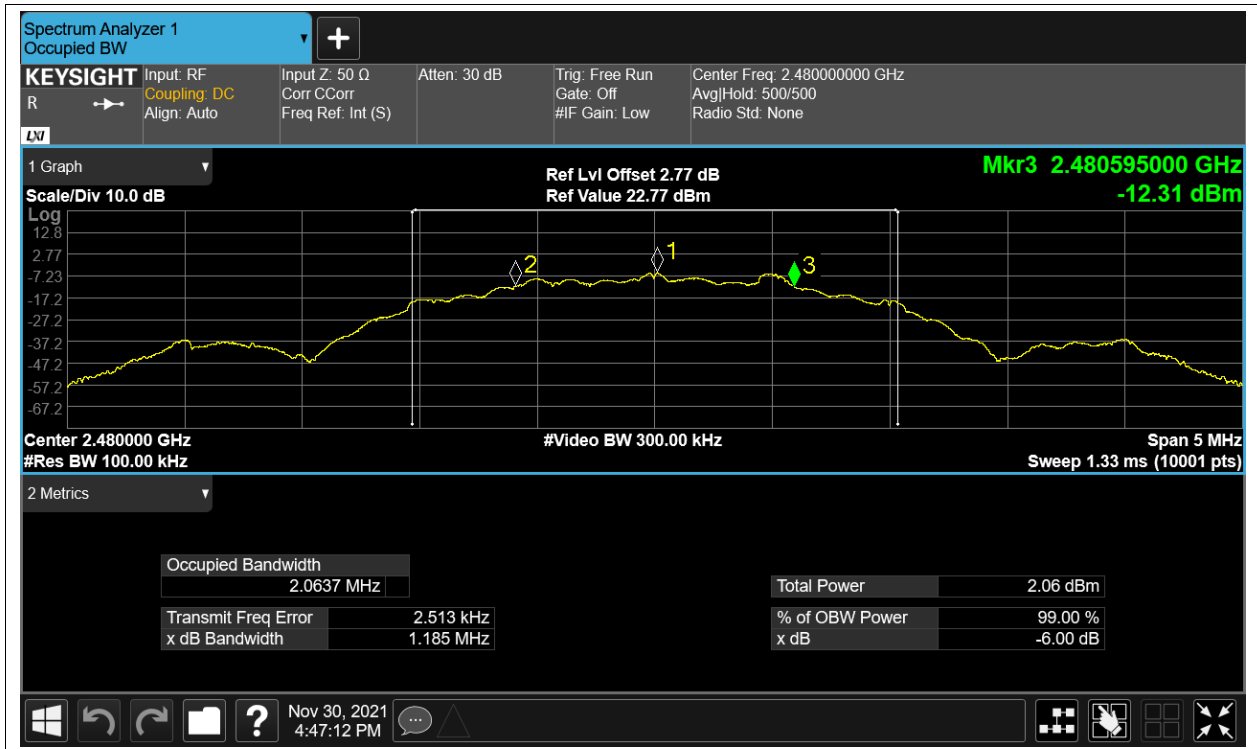 Spectrum Analyzer 1
Occupied BW
KEYSIGHT
R
LXI
Input: RF
Coupling: DC
Align: Auto
Input Z: 50 Ω
Corr CCorr
Freq Ref: Int (S)
Atten: 30 dB
Trig: Free Run
Gate: Off
#IF Gain: Low
Center Freq: 2.480000000 GHz
Avg|Hold: 500/500
Radio Std: None
1 Graph
Scale/Div 10.0 dB
Ref Lvl Offset 2.77 dB
Ref Value 22.77 dBm
Mkr3 2.480595000 GHz
-12.31 dBm
Log
12.8
2.77
-7.23
-17.2
-27.2
-37.2
-47.2
-57.2
-67.2
2
1
3
Center 2.480000 GHz
#Res BW 100.00 kHz
#Video BW 300.00 kHz
Span 5 MHz
Sweep 1.33 ms (10001 pts)
2 Metrics
Occupied Bandwidth
2.0637 MHz
Transmit Freq Error 2.513 kHz
x dB Bandwidth 1.185 MHz
Total Power 2.06 dBm
% of OBW Power 99.00 %
x dB -6.00 dB
?
Nov 30, 2021
4:47:12 PM